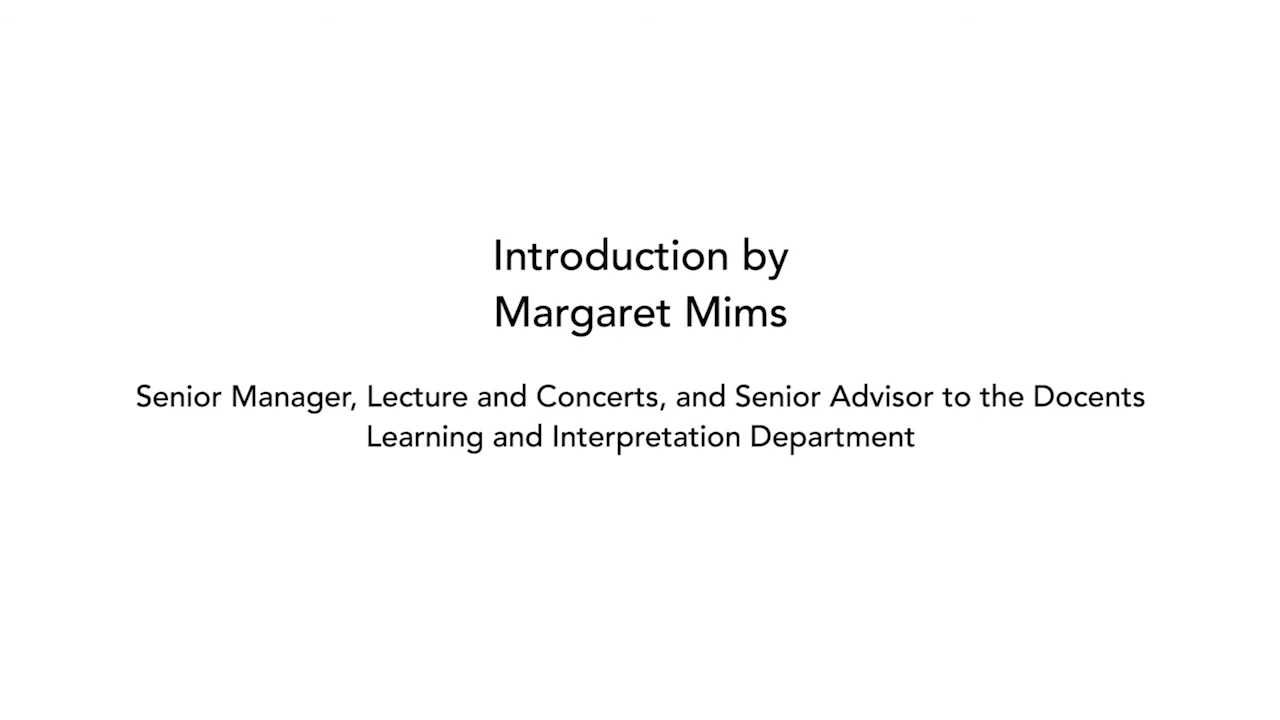 Introduction by
Margaret Mims
Senior Manager, Lecture and Concerts, and Senior Advisor to the Docents
Learning and Interpretation Department